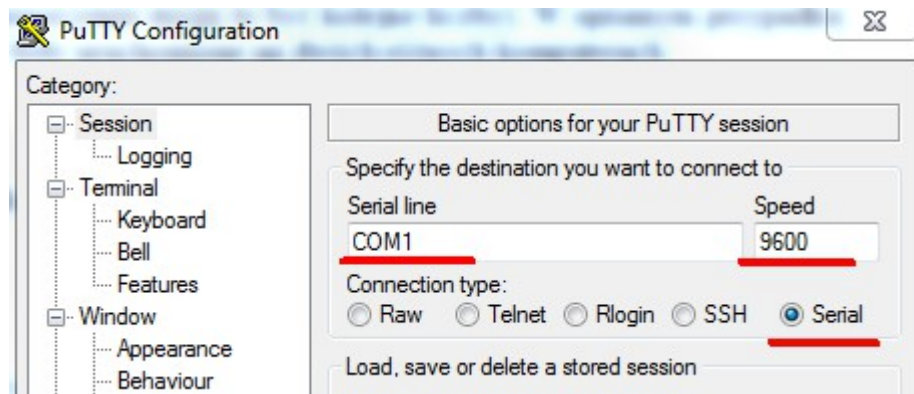 PuTTY Configuration
Category:
Session
Logging
Terminal
Keyboard
Bell
Features
Window
Appearance
Behaviour
Basic options for your PuTTY session
Specify the destination you want to connect to
Serial line Speed
COM1 9600
Connection type:
Raw Telnet Rlogin SSH Serial
Load, save or delete a stored session